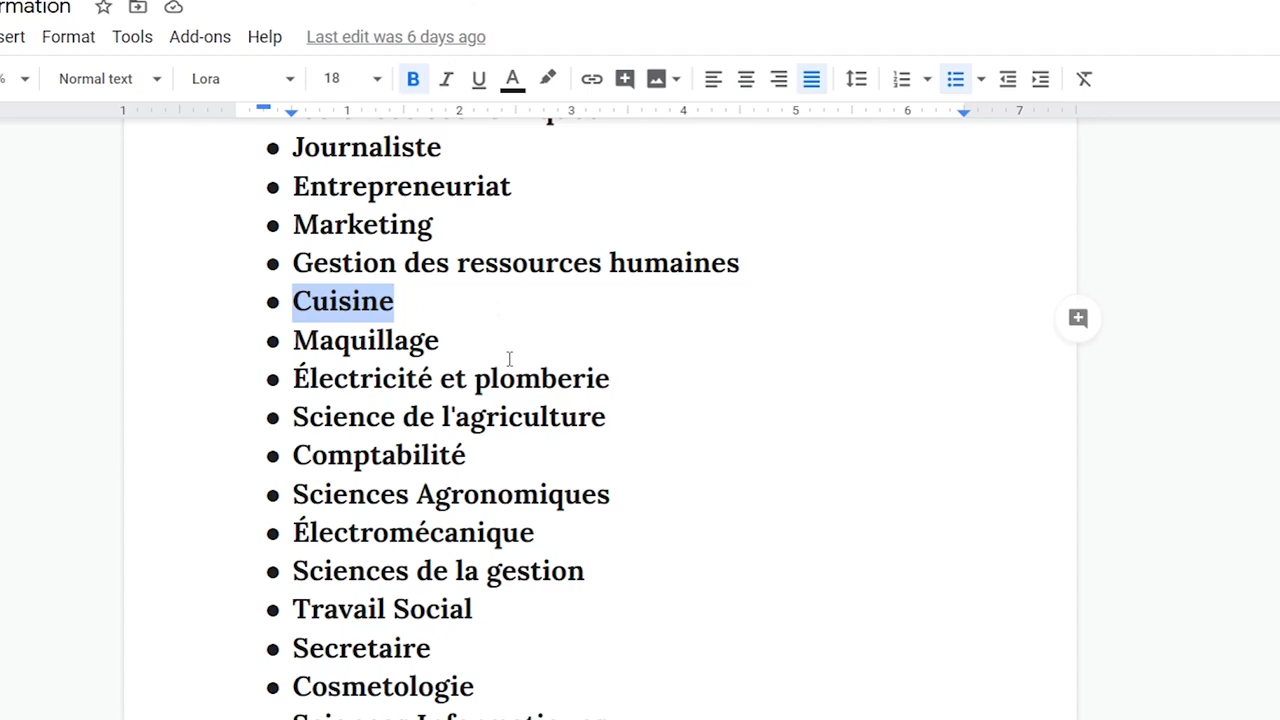 rmation
sert Format Tools Add-ons Help Last edit was 6 days ago
% Normal text Lora 18 B I U A
1 1 2 3 4 5 6 7
● Journaliste
● Entrepreneuriat
● Marketing
● Gestion des ressources humaines
● Cuisine
● Maquillage
● Électricité et plomberie
● Science de l'agriculture
● Comptabilité
● Sciences Agronomiques
● Électromécanique
● Sciences de la gestion
● Travail Social
● Secretaire
● Cosmetologie